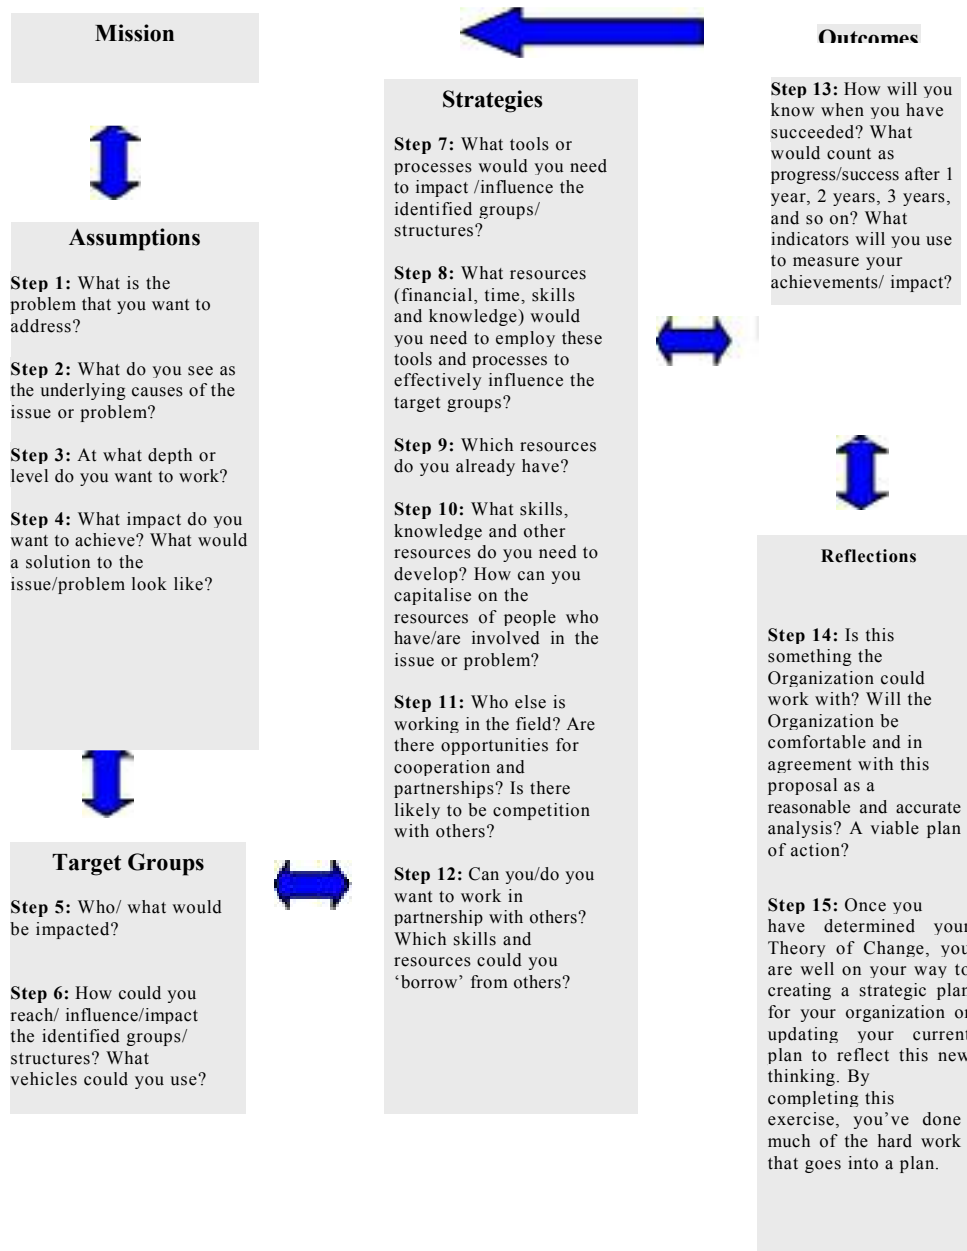 Mission
Assumptions
Step 1: What is the
problem that you want to
address?
Step 2: What do you see as
the underlying causes of the
issue or problem?
Step 3: At what depth or
level do you want to work?
Step 4: What impact do you
want to achieve? What would
a solution to the
issue/problem look like?
Target Groups
Step 5: Who/ what would
be impacted?
Step 6: How could you
reach/ influence/impact
the identified groups/
structures? What
vehicles could you use?
Strategies
Step 7: What tools or
processes would you need
to impact /influence the
identified groups/
structures?
Step 8: What resources
(financial, time, skills
and knowledge) would
you need to employ these
tools and processes to
effectively influence the
target groups?
Step 9: Which resources
do you already have?
Step 10: What skills,
knowledge and other
resources do you need to
develop? How can you
capitalise on the
resources of people who
have/are involved in the
issue or problem?
Step 11: Who else is
working in the field? Are
there opportunities for
cooperation and
partnerships? Is there
likely to be competition
with others?
Step 12: Can you/do you
want to work in
partnership with others?
Which skills and
resources could you
‘borrow’ from others?
Outcomes
Step 13: How will you
know when you have
succeeded? What
would count as
progress/success after 1
year, 2 years, 3 years,
and so on? What
indicators will you use
to measure your
achievements/ impact?
Reflections
Step 14: Is this
something the
Organization could
work with? Will the
Organization be
comfortable and in
agreement with this
proposal as a
reasonable and accurate
analysis? A viable plan
of action?
Step 15: Once you
have determined your
Theory of Change, you
are well on your way to
creating a strategic plan
for your organization or
updating your current
plan to reflect this new
thinking. By
completing this
exercise, you’ve done
much of the hard work
that goes into a plan.